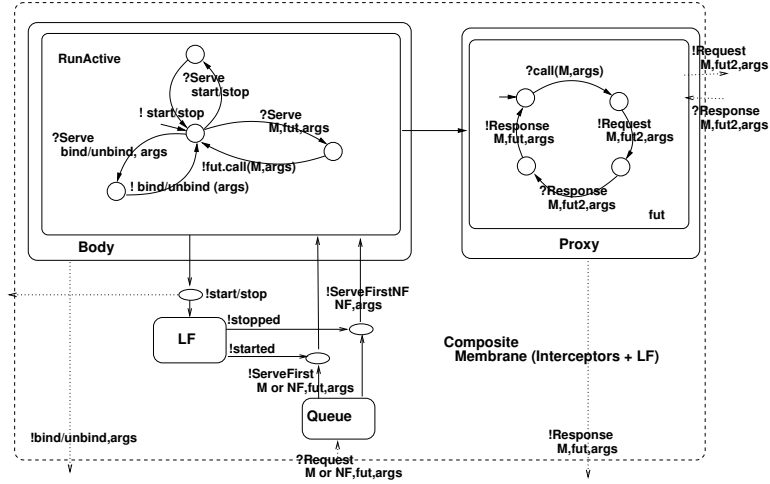 RunActive
?Serve
start/stop
! start/stop
?Serve
M,fut,args
?Serve
bind/unbind, args
!fut.call(M,args)
! bind/unbind (args)
Body
?call(M,args)
!Response
M,fut,args
!Request
M,fut2,args
?Response
M,fut2,args
fut
Proxy
!Request
M,fut2,args
?Response
M,fut2,args
!start/stop
!ServeFirstNF
NF,args
LF
!stopped
!started
!ServeFirst
M or NF,fut,args
Queue
Composite
Membrane (Interceptors + LF)
!bind/unbind,args
?Request
M or NF,fut,args
!Response
M,fut,args